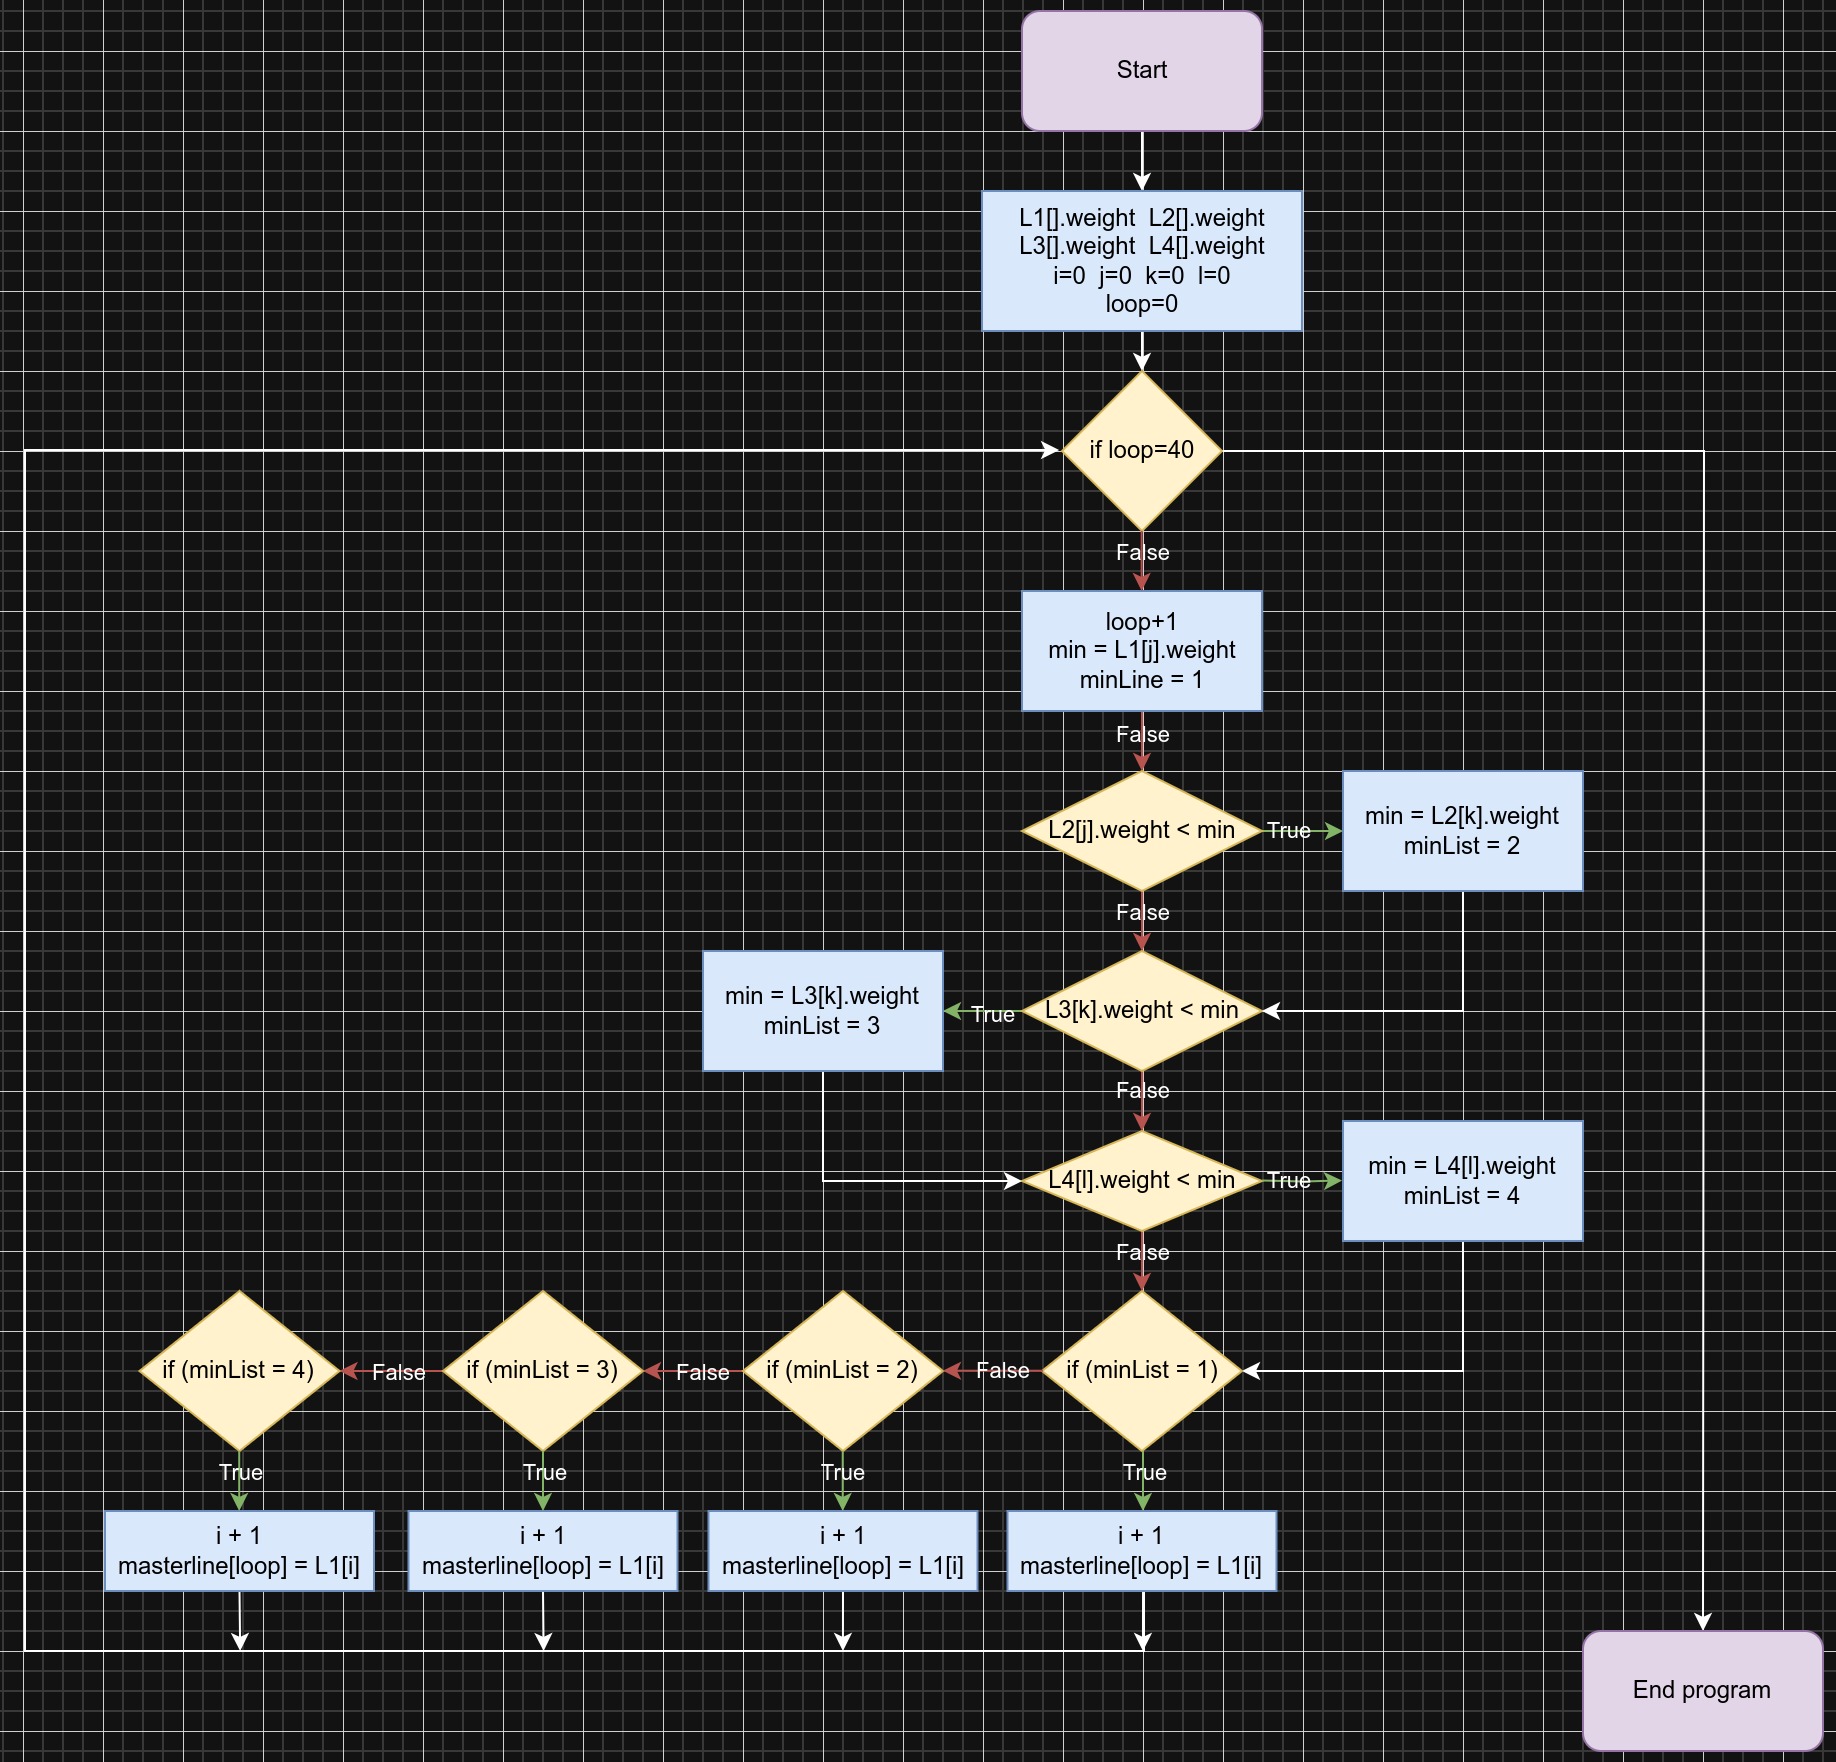 Start
L1[].weight  L2[].weight
L3[].weight  L4[].weight
i=0  j=0  k=0  l=0
loop=0
if loop=40
False
loop+1
min = L1[j].weight
minLine = 1
False
L2[j].weight < min
True
min = L2[k].weight
minList = 2
False
min = L3[k].weight
minList = 3
True
L3[k].weight < min
False
L4[l].weight < min
True
min = L4[l].weight
minList = 4
False
if (minList = 4)
False
if (minList = 3)
False
if (minList = 2)
False
if (minList = 1)
True
True
True
True
i + 1
masterline[loop] = L1[i]
i + 1
masterline[loop] = L1[i]
i + 1
masterline[loop] = L1[i]
i + 1
masterline[loop] = L1[i]
End program